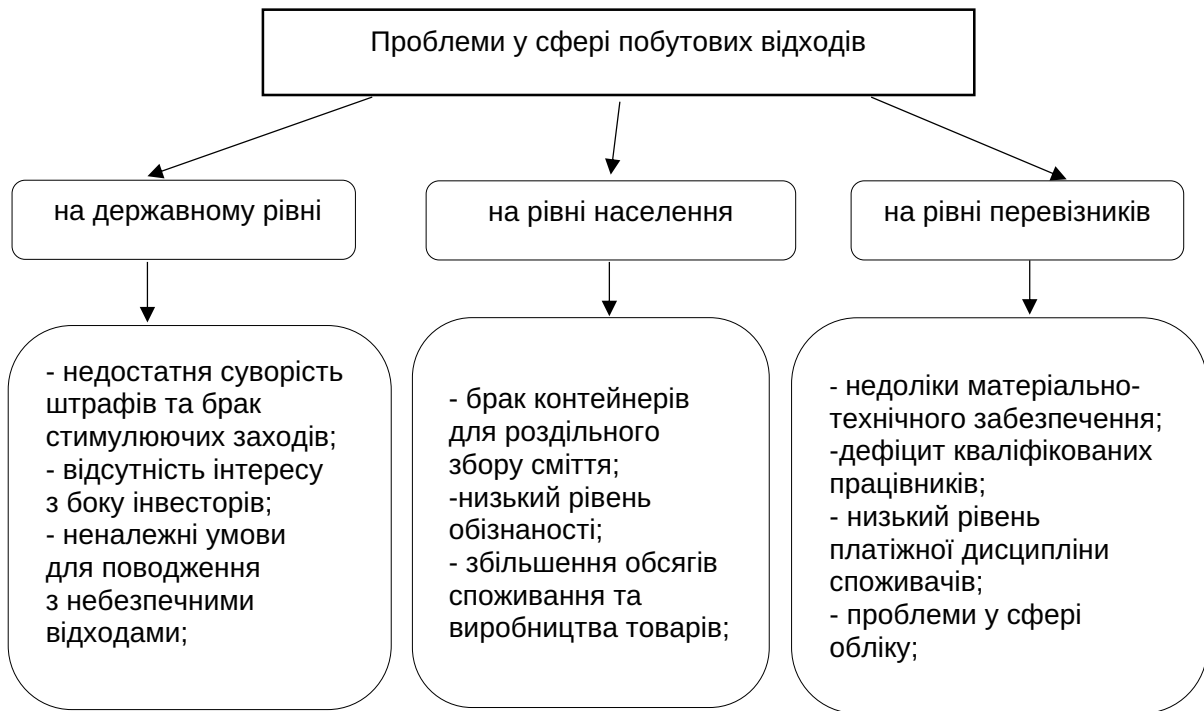 Проблеми у сфері побутових відходів
на державному рівні
на рівні населення
на рівні перевізників
- недостатня суворість
штрафів та брак
стимулюючих заходів;
- відсутність інтересу
з боку інвесторів;
- неналежні умови
для поводження
з небезпечними
відходами;
- брак контейнерів
для роздільного
збору сміття;
-низький рівень
обізнаності;
- збільшення обсягів
споживання та
виробництва товарів;
- недоліки матеріально-
технічного забезпечення;
-дефіцит кваліфікованих
працівників;
- низький рівень
платіжної дисципліни
споживачів;
- проблеми у сфері
обліку;